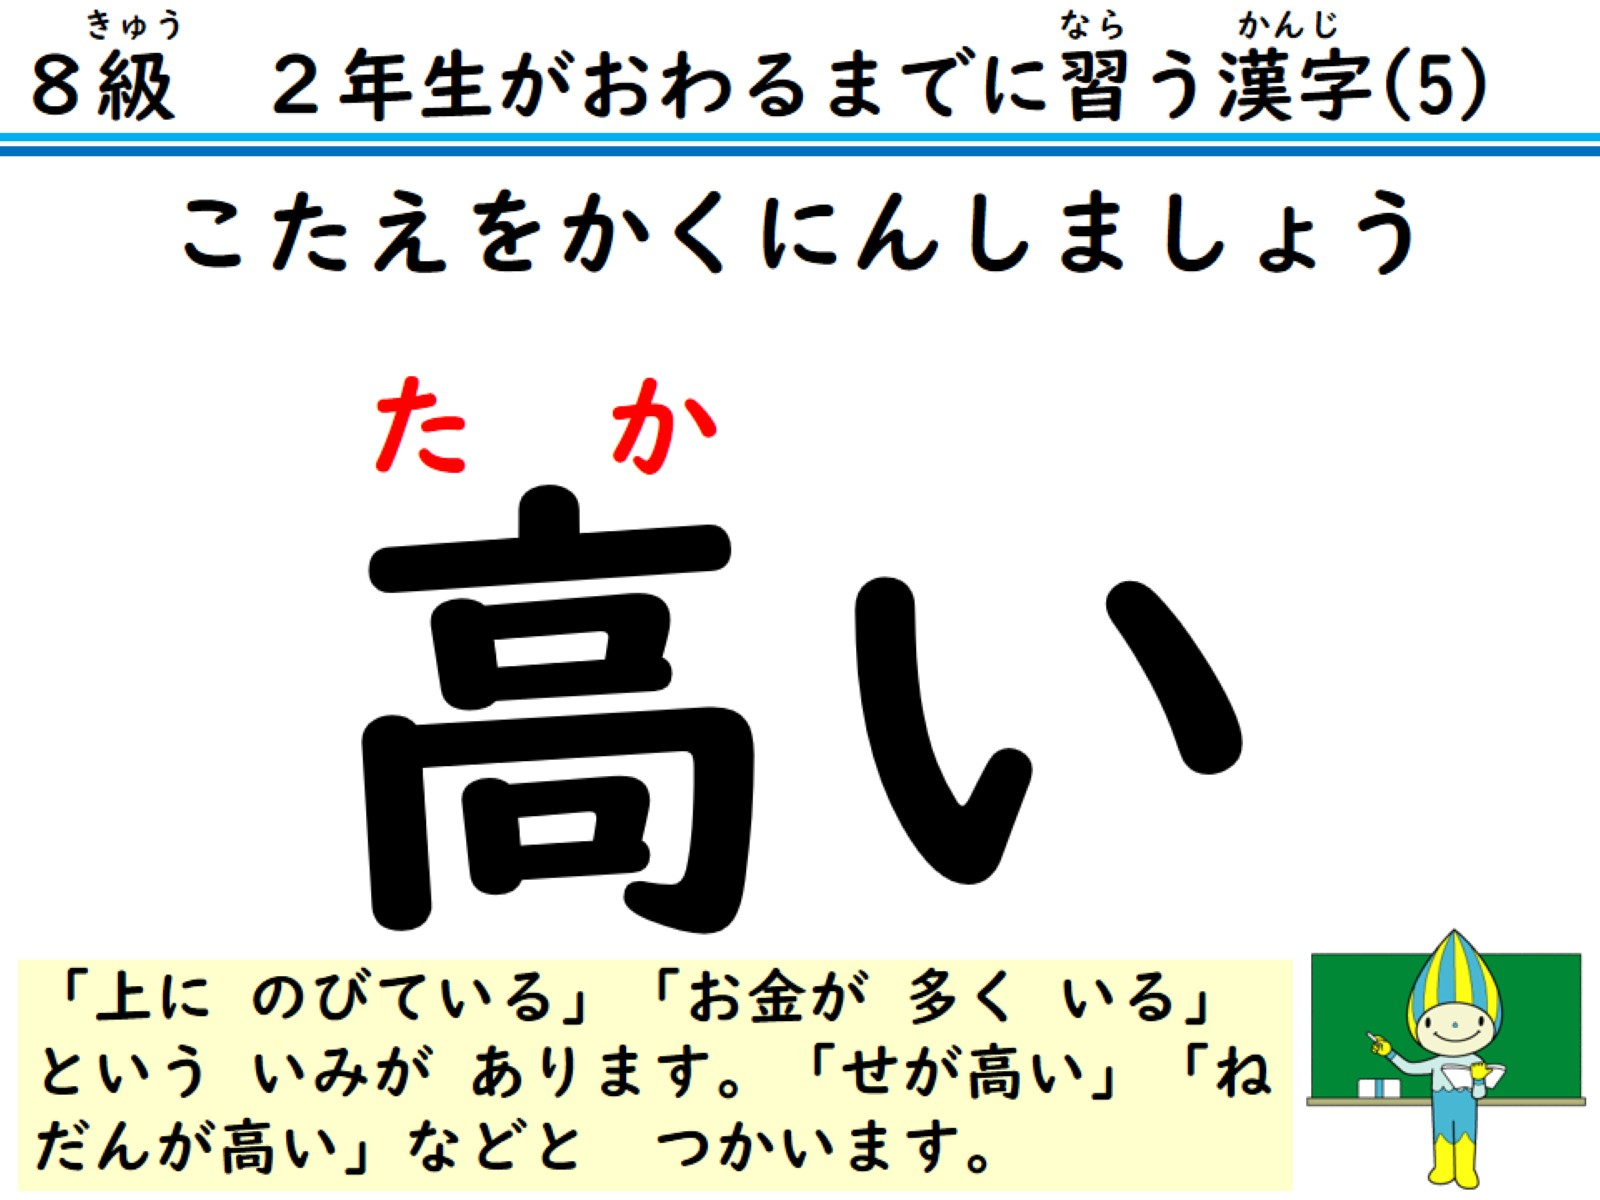 きゅう なら かんじ
8級 2年生がおわるまでに習う漢字(5)
こたえをかくにんしましょう
たか
高い
「上に のびている」「お金が 多く いる」
という いみが あります。「せが高い」「ね
だんが高い」などと つかいます。